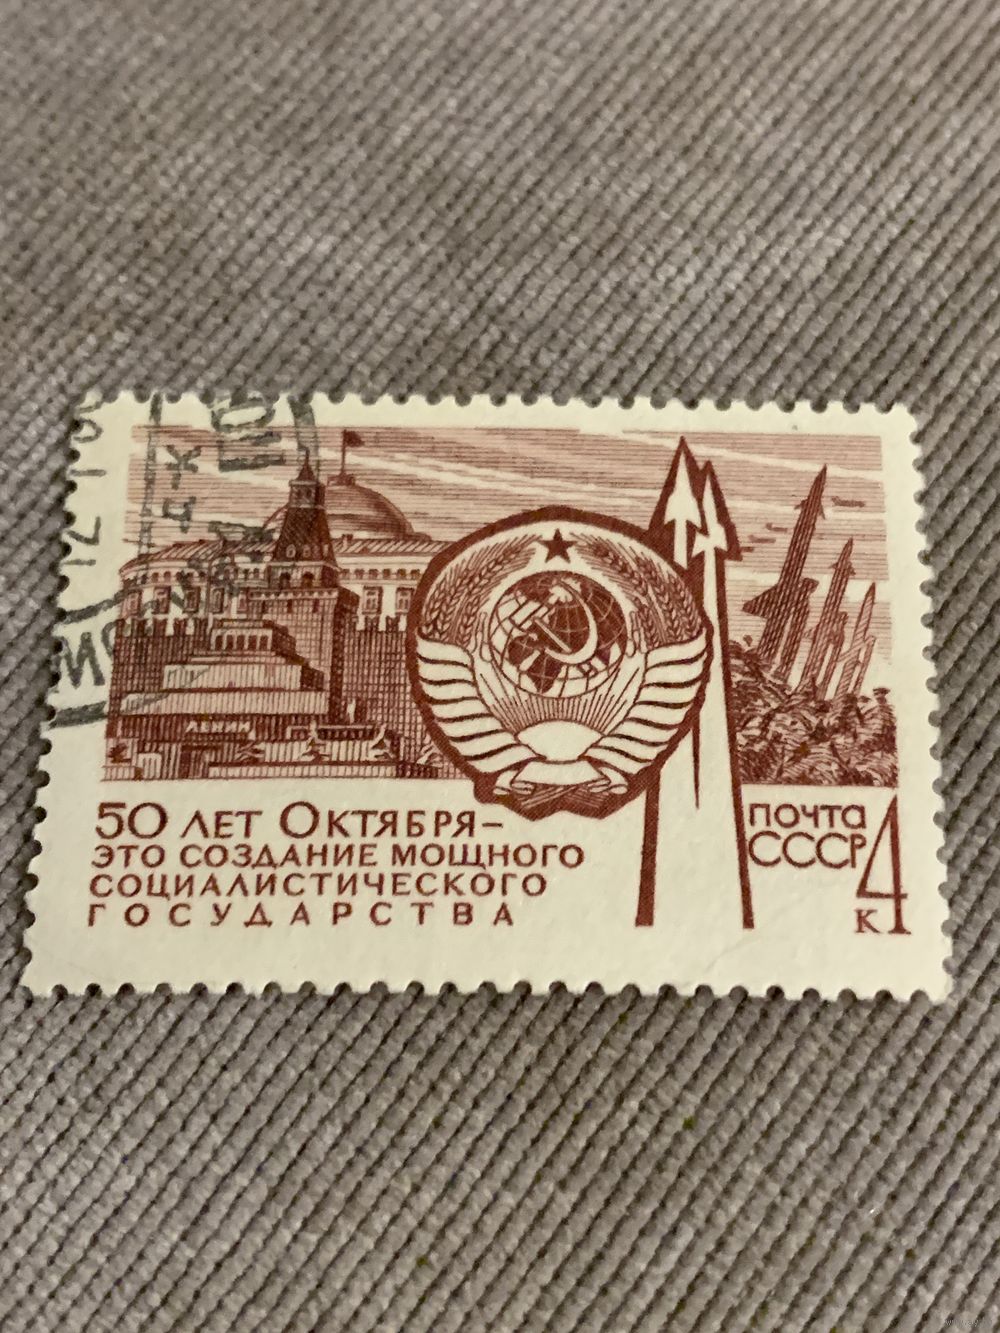 ЛЕНИН
50 ЛЕТ ОКТЯБРЯ –
ЭТО СОЗДАНИЕ МОЩНОГО
СОЦИАЛИСТИЧЕСКОГО
ГОСУДАРСТВА
ПОЧТА
СССР
4
К